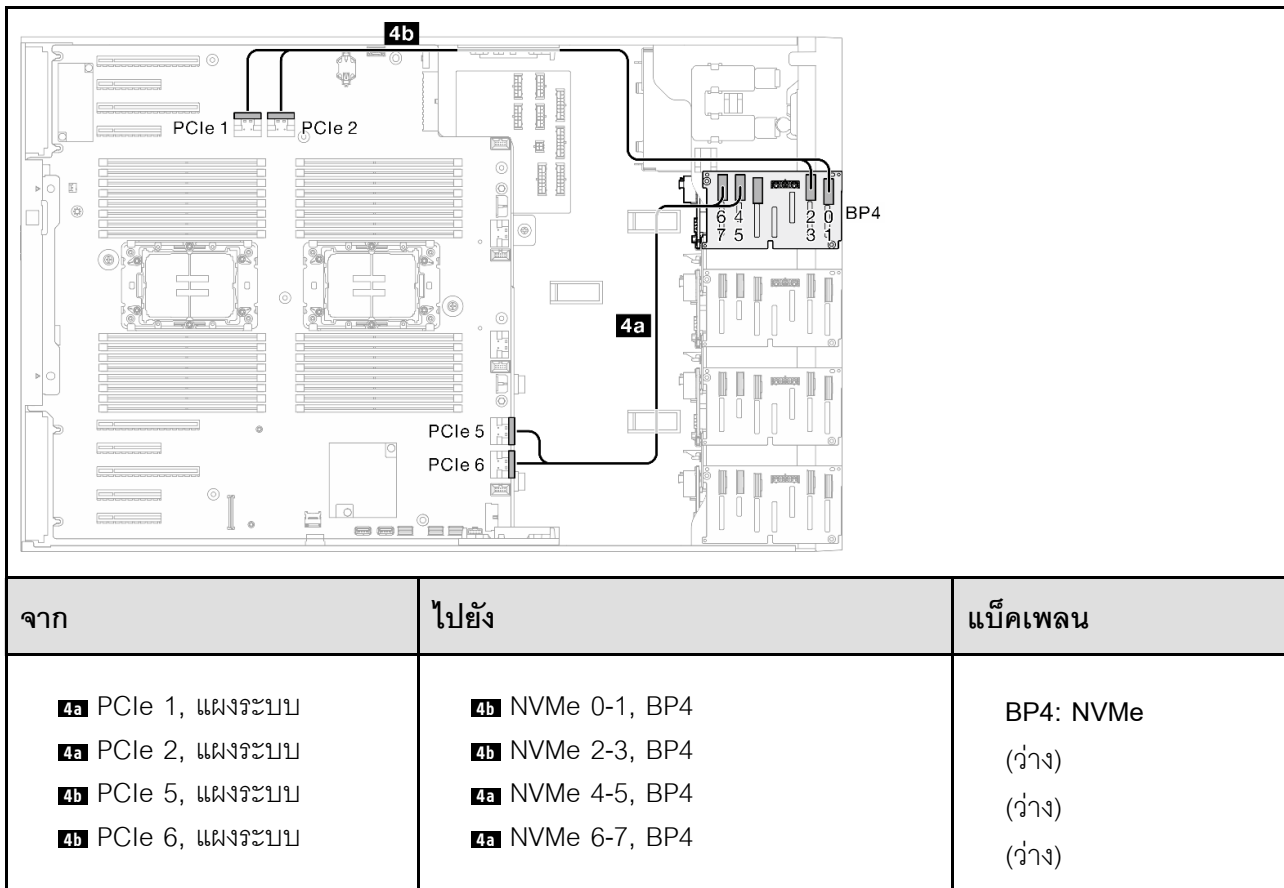 4b
PCIe 1
PCIe 2
6 4 2 0 BP4
7 5 3 1
4a
PCIe 5
PCIe 6
จาก
ไปยัง
แบ็คเพลน
4a PCIe 1, แผงระบบ
4a PCIe 2, แผงระบบ
4b PCIe 5, แผงระบบ
4b PCIe 6, แผงระบบ
4b NVMe 0-1, BP4
4b NVMe 2-3, BP4
4a NVMe 4-5, BP4
4a NVMe 6-7, BP4
BP4: NVMe
(ว่าง)
(ว่าง)
(ว่าง)